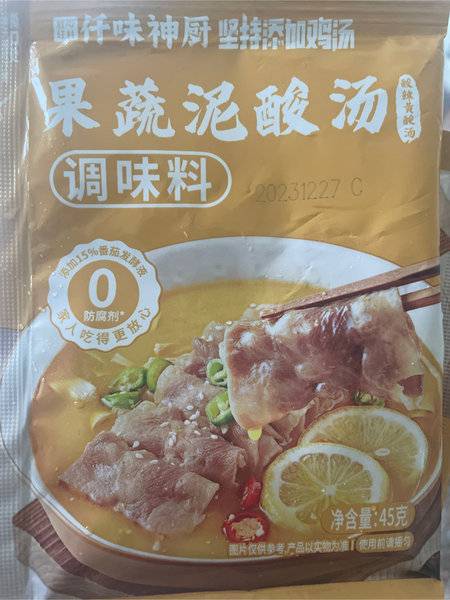 仟味神厨 坚持添加鸡汤
果蔬泥酸汤
酸辣黄酸汤
调味料
20231227 C
添加15%番茄发酵汤
0
防腐剂*
家人吃得更放心
净含量:45克
图片仅供参考,产品以实物为准 使用前请摇匀